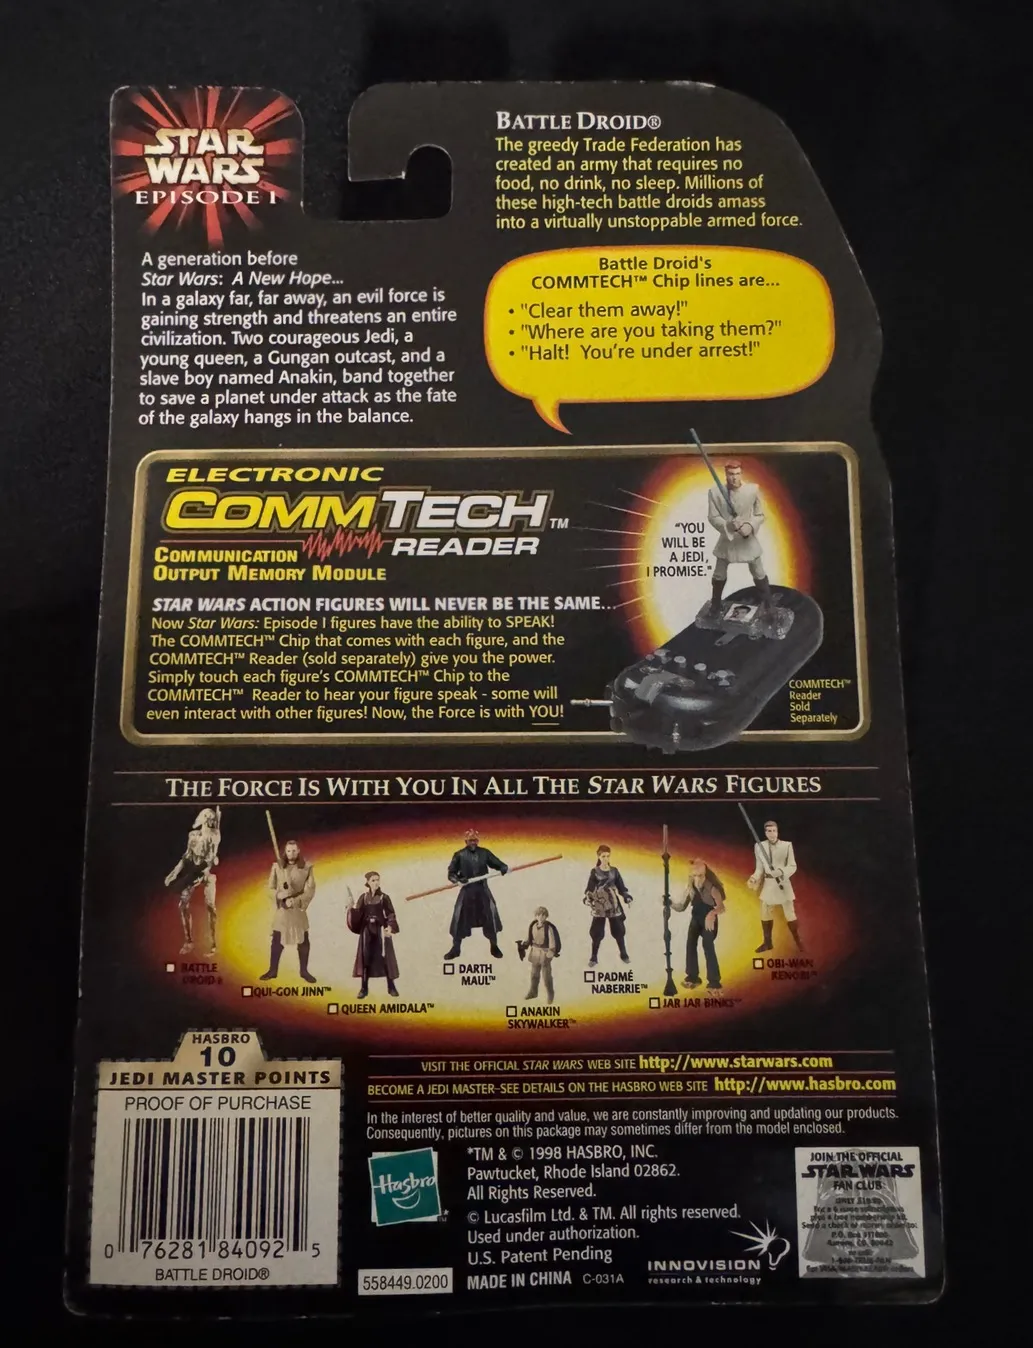 STAR
WARS
EPISODE I
BATTLE DROID®
The greedy Trade Federation has
created an army that requires no
food, no drink, no sleep. Millions of
these high-tech battle droids amass
into a virtually unstoppable armed force.
A generation before
Star Wars: A New Hope...
In a galaxy far, far away, an evil force is
gaining strength and threatens an entire
civilization. Two courageous Jedi, a
young queen, a Gungan outcast, and a
slave boy named Anakin, band together
to save a planet under attack as the fate
of the galaxy hangs in the balance.
Battle Droid's
COMMTECH™ Chip lines are...
• "Clear them away!"
• "Where are you taking them?"
• "Halt! You're under arrest!"
ELECTRONIC
COMMTECH™
READER
COMMUNICATION
OUTPUT MEMORY MODULE
"YOU
WILL BE
A JEDI,
I PROMISE."
STAR WARS ACTION FIGURES WILL NEVER BE THE SAME...
Now Star Wars: Episode I figures have the ability to SPEAK!
The COMMTECH™ Chip that comes with each figure, and the
COMMTECH™ Reader (sold separately) give you the power.
Simply touch each figure's COMMTECH™ Chip to the
COMMTECH™ Reader to hear your figure speak - some will
even interact with other figures! Now, the Force is with YOU!
COMMTECH™
Reader
Sold
Separately
THE FORCE IS WITH YOU IN ALL THE STAR WARS FIGURES
BATTLE
DROID®
QUI-GON JINN™
QUEEN AMIDALA™
DARTH
MAUL™
ANAKIN
SKYWALKER™
PADMÉ
NABERRIE™
JAR JAR BINKS™
OBI-WAN
KENOBI™
HASBRO
10
JEDI MASTER POINTS
PROOF OF PURCHASE
0 76281 84092 5
BATTLE DROID®
VISIT THE OFFICIAL STAR WARS WEB SITE http://www.starwars.com
BECOME A JEDI MASTER-SEE DETAILS ON THE HASBRO WEB SITE http://www.hasbro.com
In the interest of better quality and value, we are constantly improving and updating our products.
Consequently, pictures on this package may sometimes differ from the model enclosed.
Hasbro
*TM & © 1998 HASBRO, INC.
Pawtucket, Rhode Island 02862.
All Rights Reserved.
© Lucasfilm Ltd. & TM. All rights reserved.
Used under authorization.
U.S. Patent Pending
558449.0200
MADE IN CHINA C-031A
INNOVISION
research & technology
JOIN THE OFFICIAL
STAR WARS
FAN CLUB